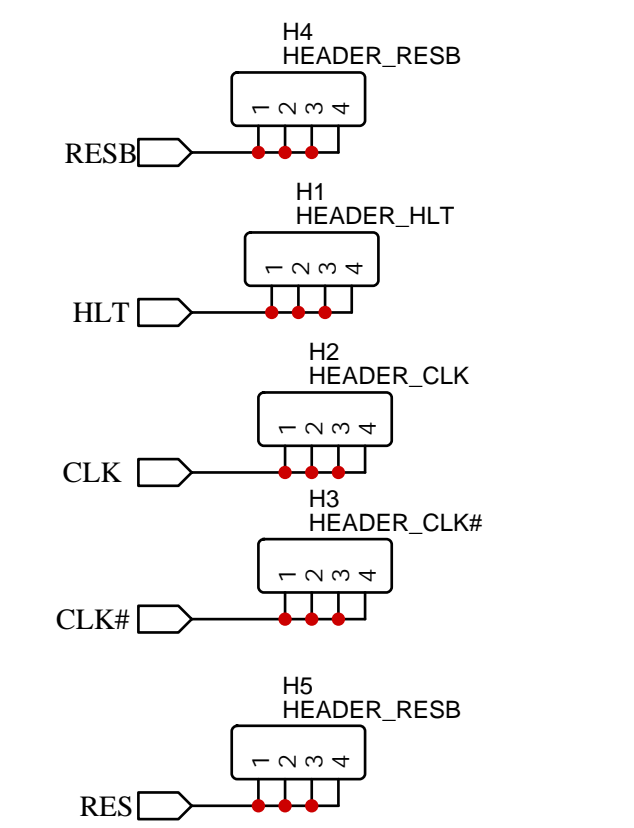 H4
HEADER_RESB
1 2 3 4
RESB
H1
HEADER_HLT
1 2 3 4
HLT
H2
HEADER_CLK
1 2 3 4
CLK
H3
HEADER_CLK#
1 2 3 4
CLK#
H5
HEADER_RESB
1 2 3 4
RES